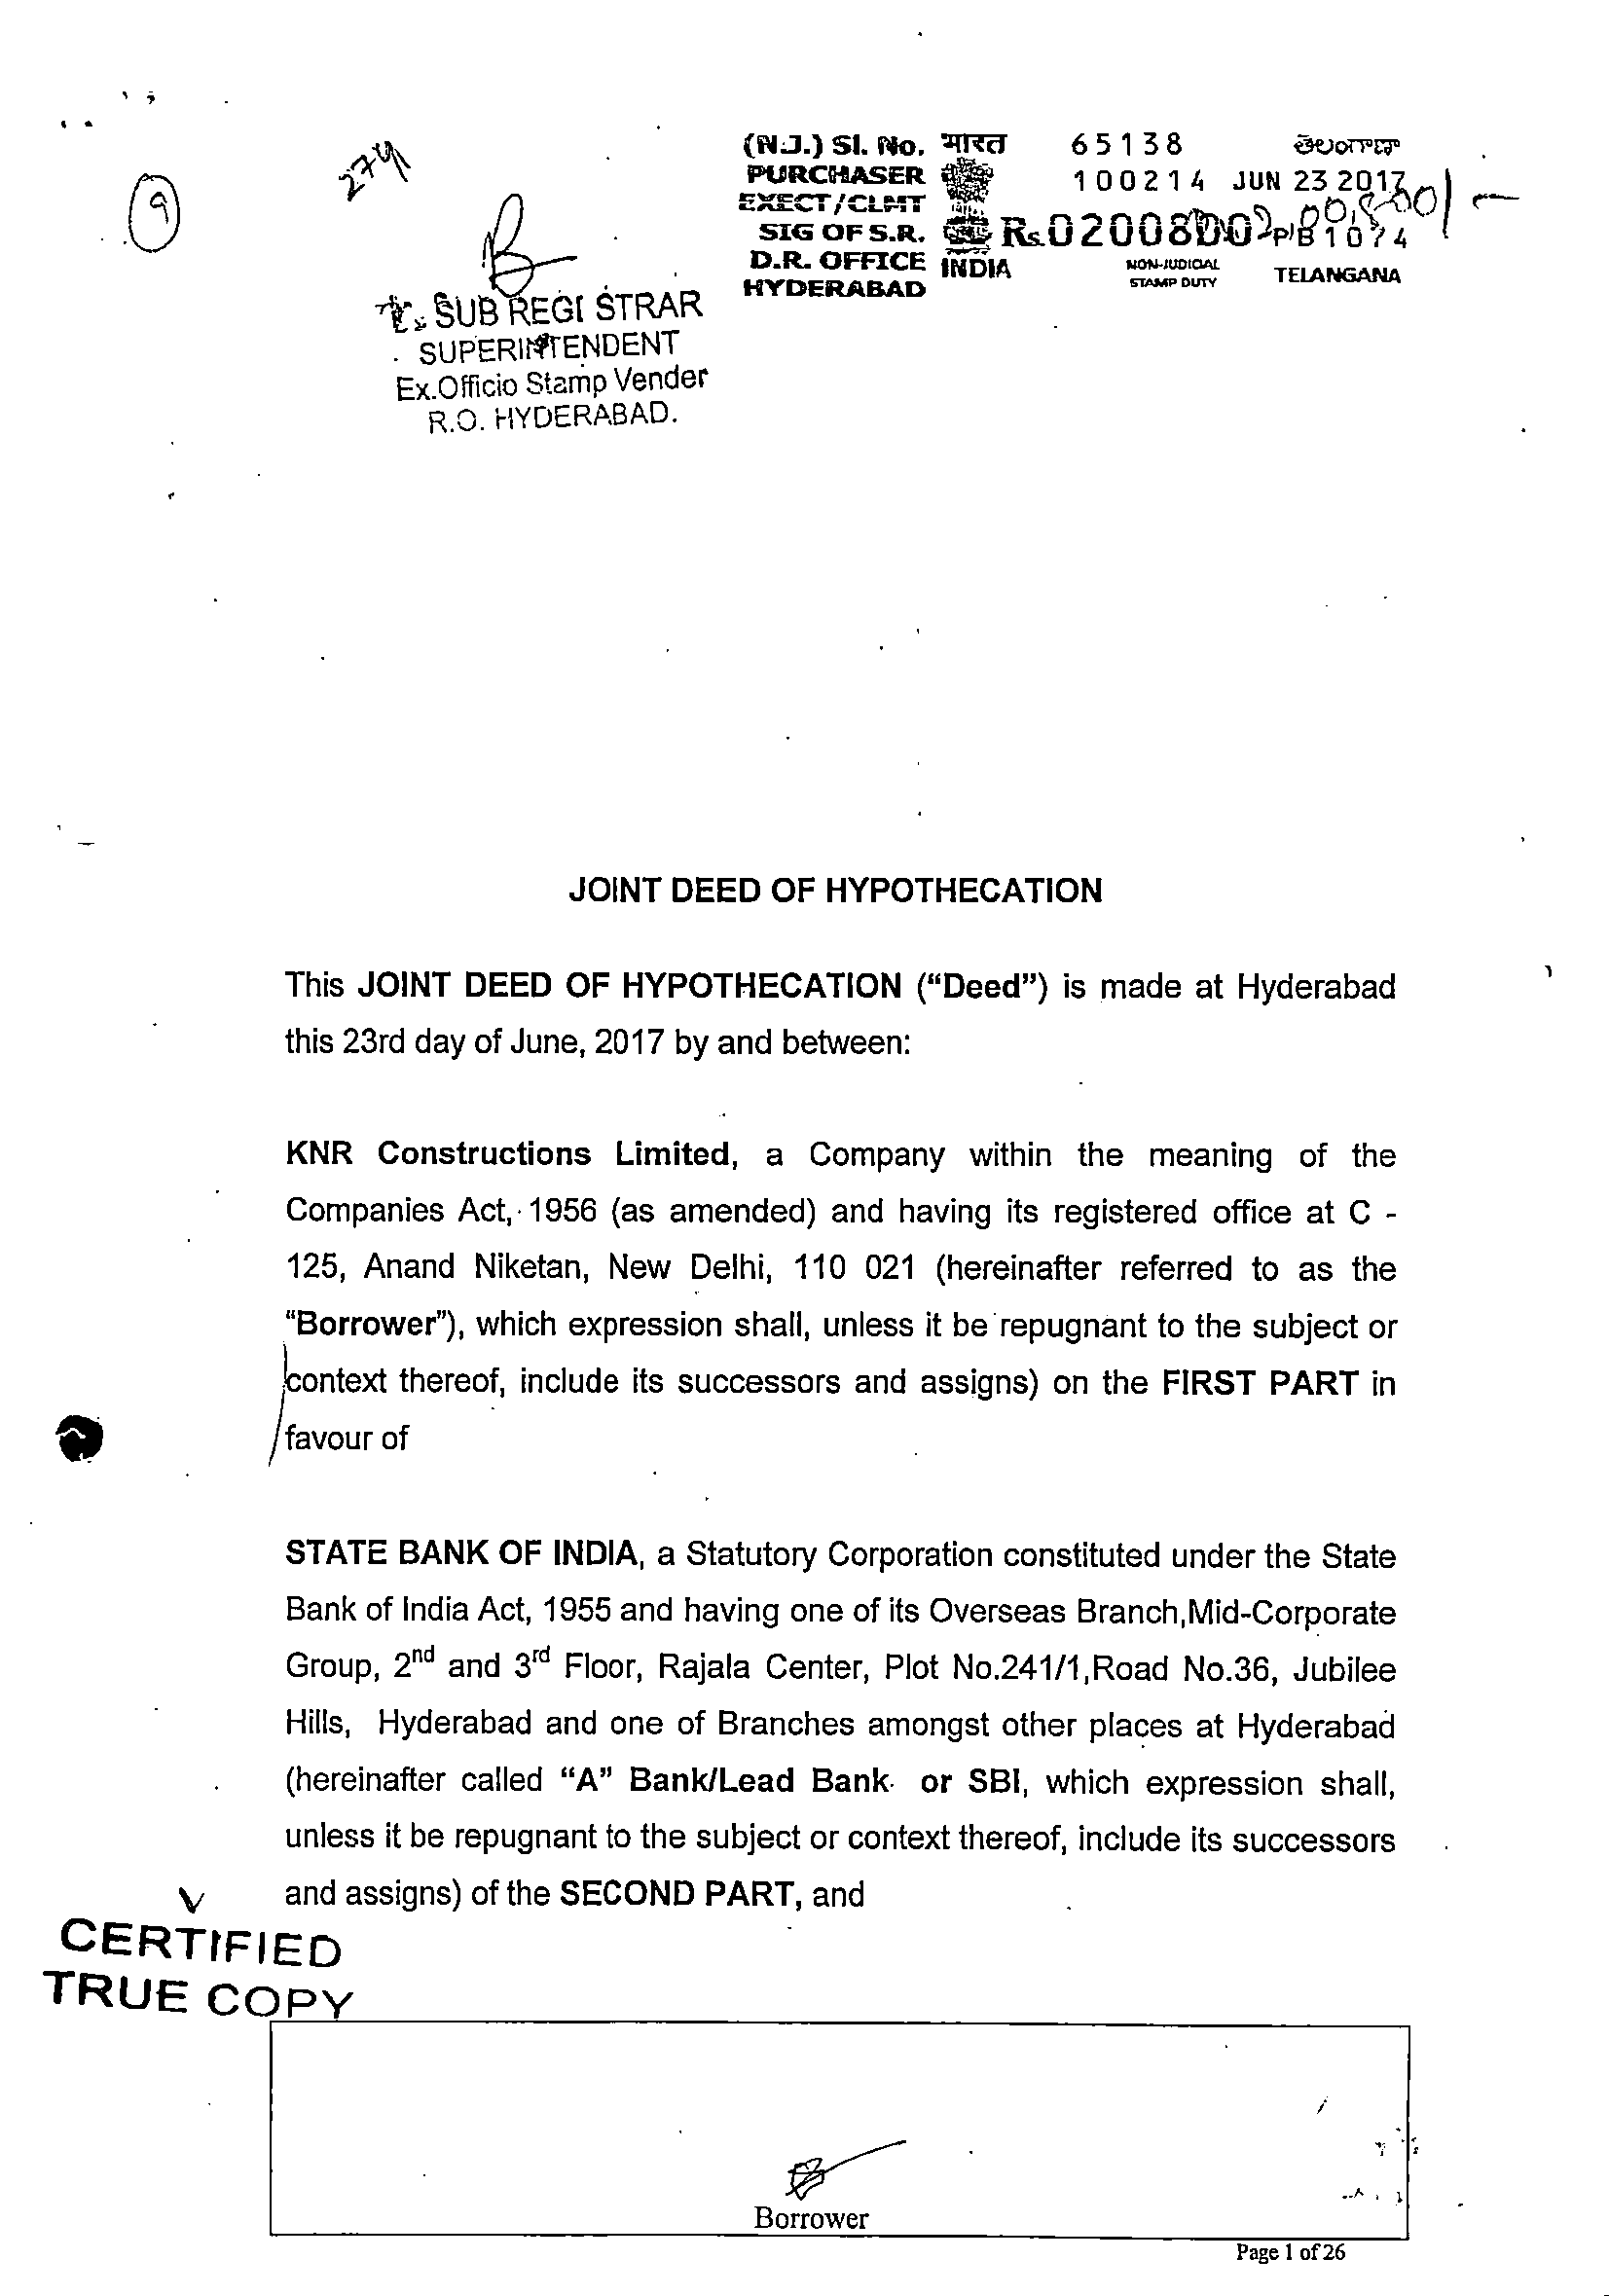 9
274
(N.J.) Sl. No. भारत 65138 తెలంగాణా
PURCHASER 100214 JUN 23 2017
EXECT/CLMT
SIG OF S.R. Rs.0200800 PB1074
D.R. OFFICE INDIA NON-JUDICIAL STAMP DUTY TELANGANA
HYDERABAD
SUB REGISTRAR
SUPERINTENDENT
Ex.Officio Stamp Vender
R.O. HYDERABAD.
JOINT DEED OF HYPOTHECATION
This JOINT DEED OF HYPOTHECATION (“Deed”) is made at Hyderabad
this 23rd day of June, 2017 by and between:
KNR Constructions Limited, a Company within the meaning of the
Companies Act, 1956 (as amended) and having its registered office at C -
125, Anand Niketan, New Delhi, 110 021 (hereinafter referred to as the
“Borrower”), which expression shall, unless it be repugnant to the subject or
context thereof, include its successors and assigns) on the FIRST PART in
favour of
STATE BANK OF INDIA, a Statutory Corporation constituted under the State
Bank of India Act, 1955 and having one of its Overseas Branch,Mid-Corporate
Group, 2nd and 3rd Floor, Rajala Center, Plot No.241/1,Road No.36, Jubilee
Hills, Hyderabad and one of Branches amongst other places at Hyderabad
(hereinafter called “A” Bank/Lead Bank or SBI, which expression shall,
unless it be repugnant to the subject or context thereof, include its successors
and assigns) of the SECOND PART, and
CERTIFIED
TRUE COPY
Borrower
Page 1 of 26